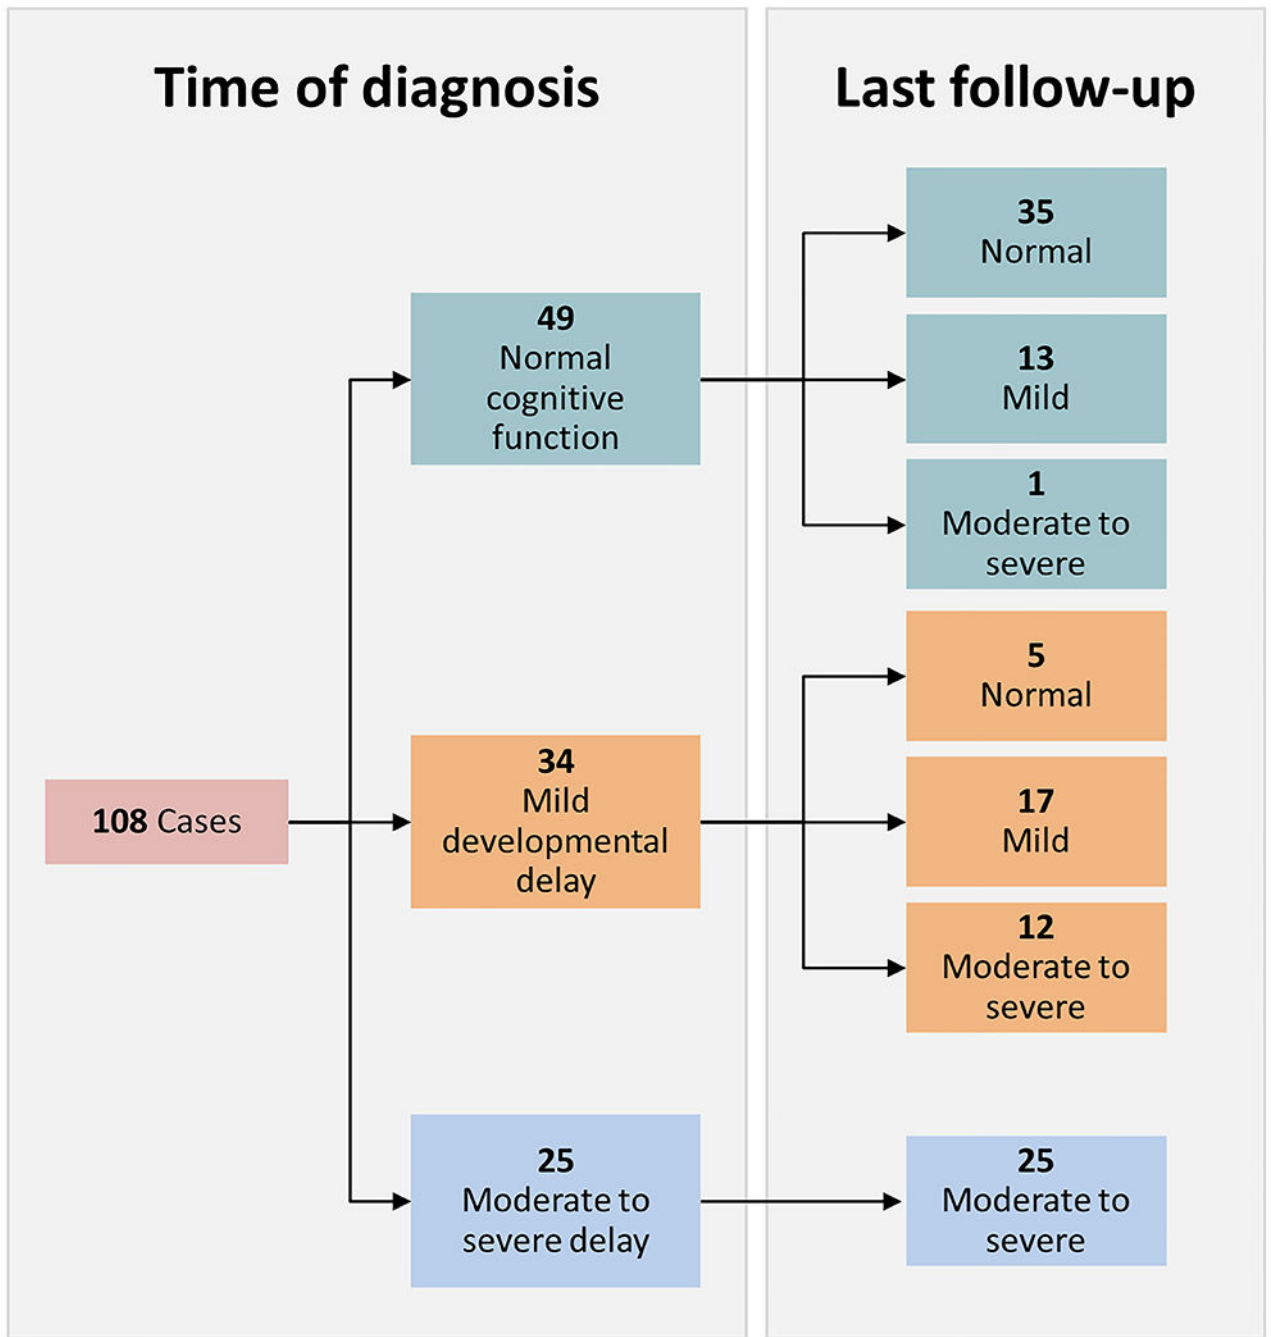 Time of diagnosis
Last follow-up
108 Cases
49
Normal
cognitive
function
34
Mild
developmental
delay
25
Moderate to
severe delay
35
Normal
13
Mild
1
Moderate to
severe
5
Normal
17
Mild
12
Moderate to
severe
25
Moderate to
severe